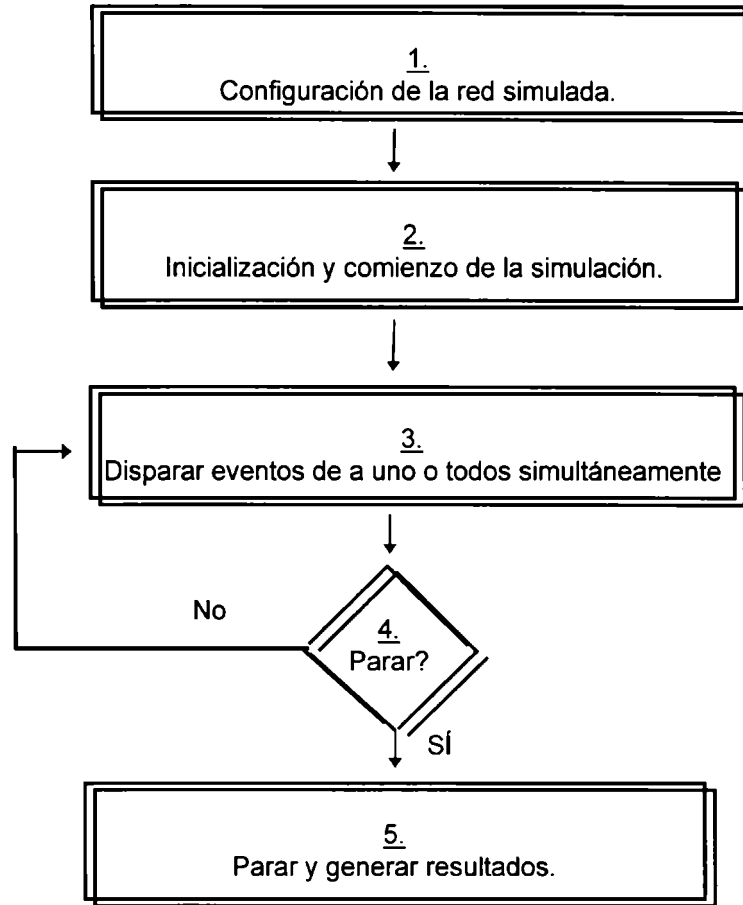 1.
Configuración de la red simulada.
2.
Inicialización y comienzo de la simulación.
3.
Disparar eventos de a uno o todos simultáneamente
4.
Parar?
No
SÍ
5.
Parar y generar resultados.